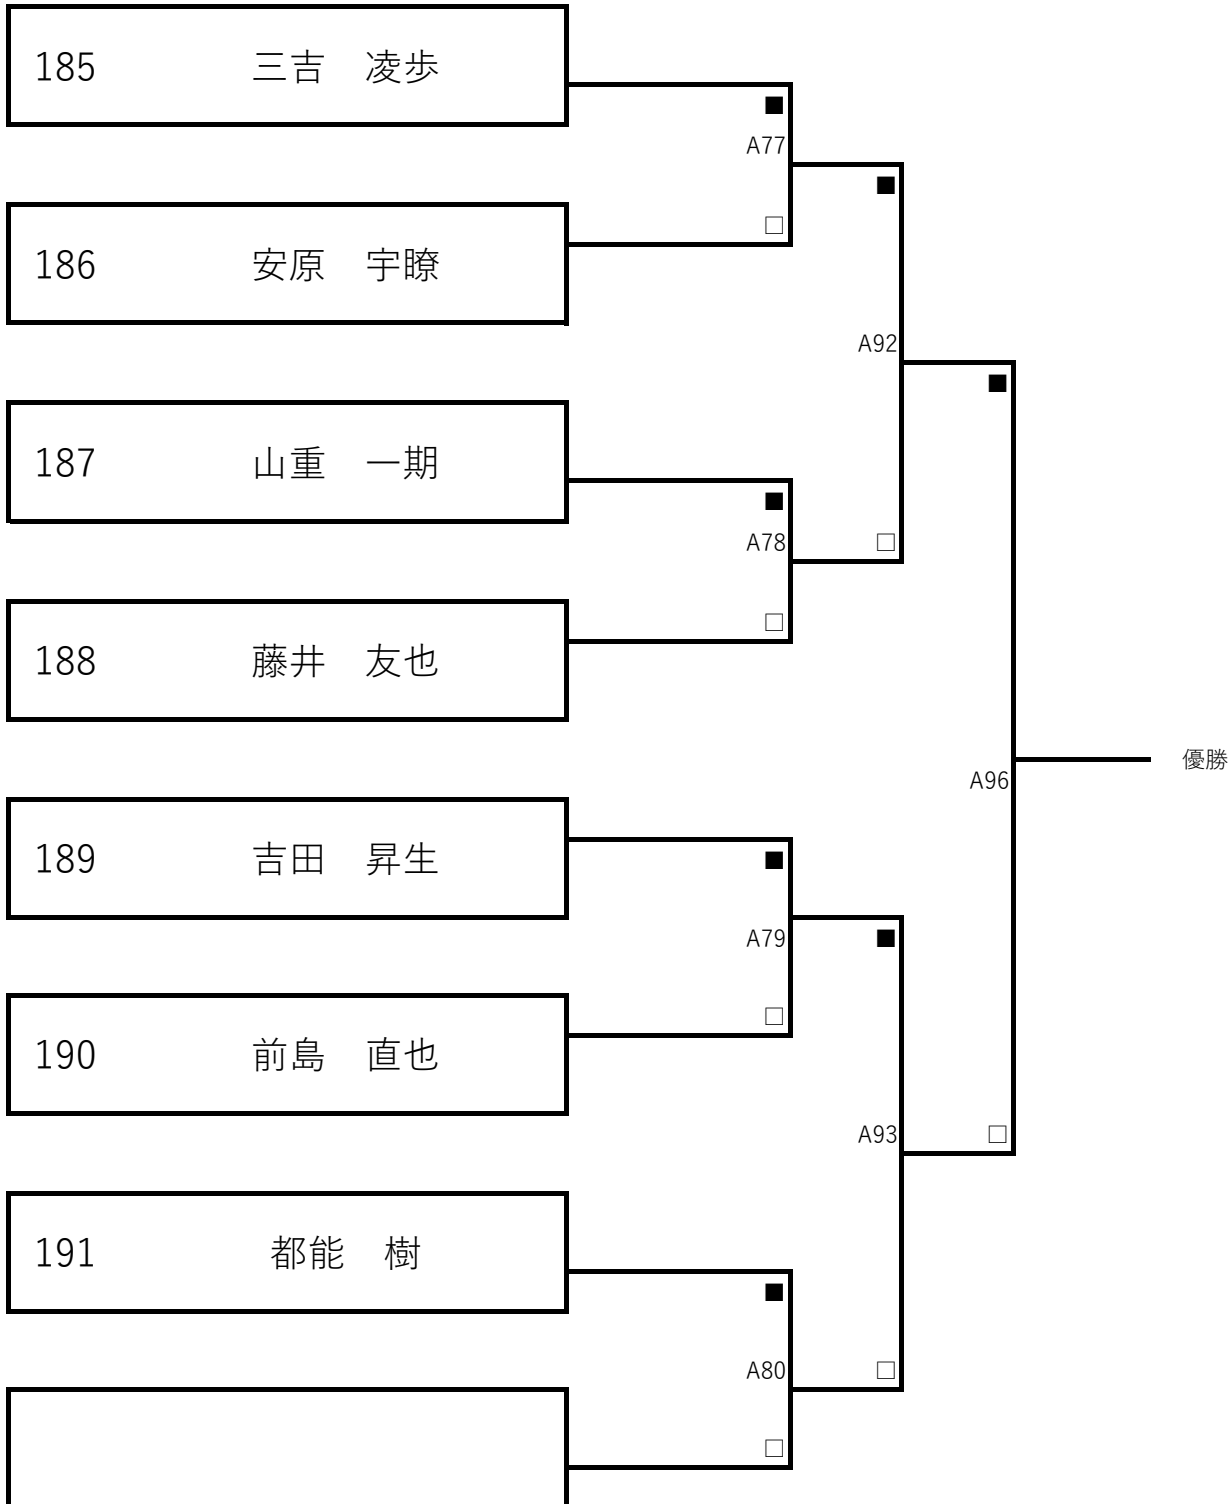 185 三吉　凌歩
■
A77
■
□
186 安原　宇瞭
A92
■
187 山重　一期
■
A78
□
□
188 藤井　友也
優勝
A96
189 吉田　昇生
■
A79
■
□
190 前島　直也
A93
□
191 都能　樹
■
A80
□
□